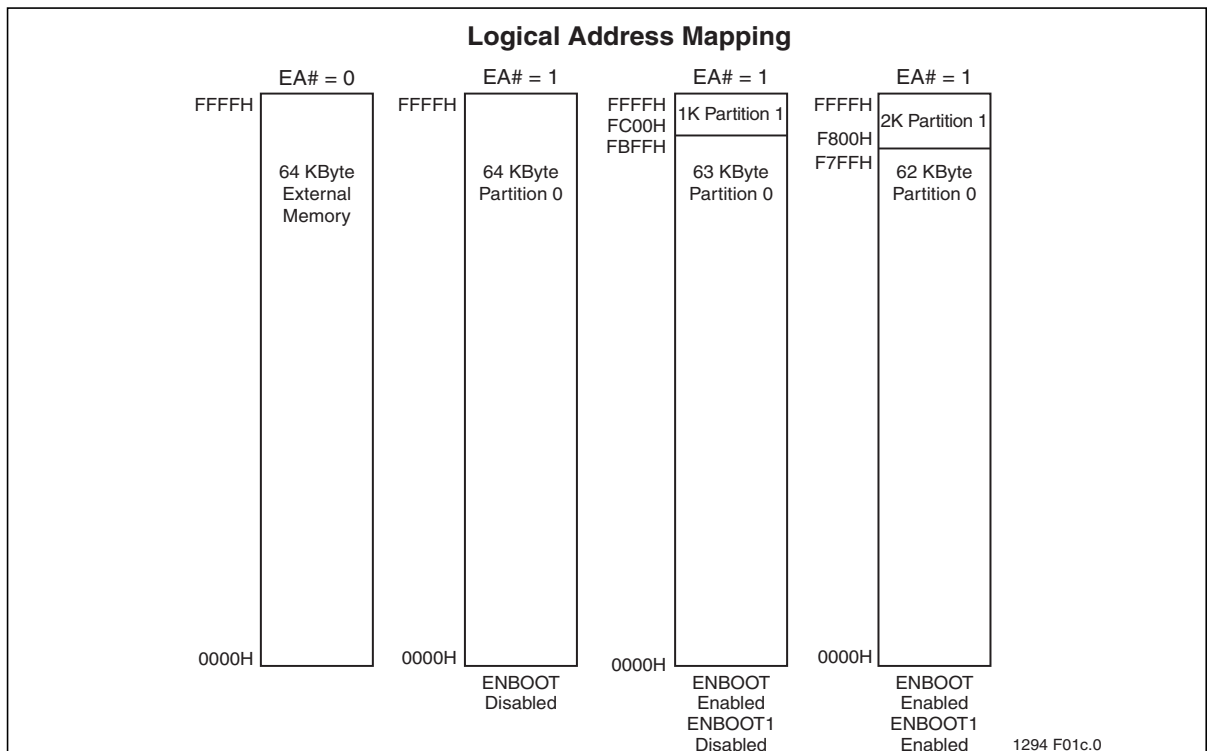 Logical Address Mapping
EA# = 0
FFFFH
64 KByte
External
Memory
0000H
EA# = 1
FFFFH
64 KByte
Partition 0
0000H
ENBOOT
Disabled
EA# = 1
FFFFH
FC00H
FBFFH
1K Partition 1
63 KByte
Partition 0
0000H
ENBOOT
Enabled
ENBOOT1
Disabled
EA# = 1
FFFFH
F800H
F7FFH
2K Partition 1
62 KByte
Partition 0
0000H
ENBOOT
Enabled
ENBOOT1
Enabled
1294 F01c.0